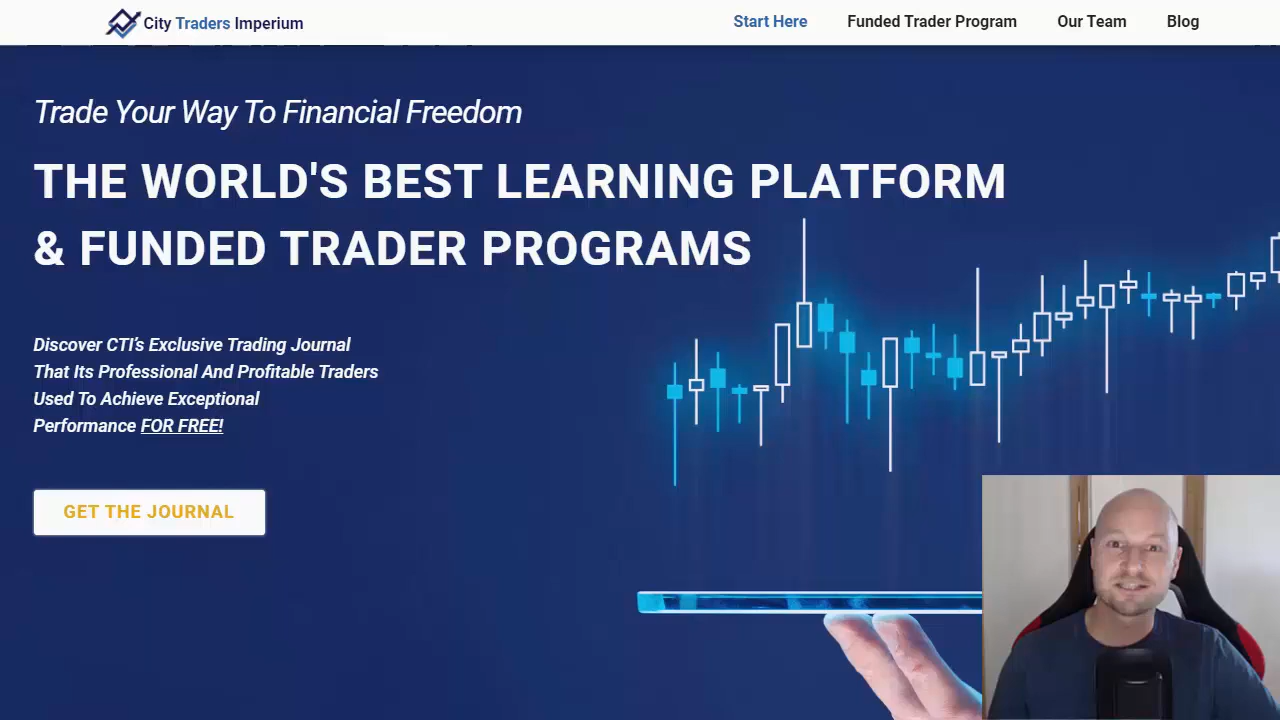 City Traders Imperium
Start Here
Funded Trader Program
Our Team
Blog
Trade Your Way To Financial Freedom
THE WORLD'S BEST LEARNING PLATFORM
& FUNDED TRADER PROGRAMS
Discover CTI's Exclusive Trading Journal
That Its Professional And Profitable Traders
Used To Achieve Exceptional
Performance FOR FREE!
GET THE JOURNAL